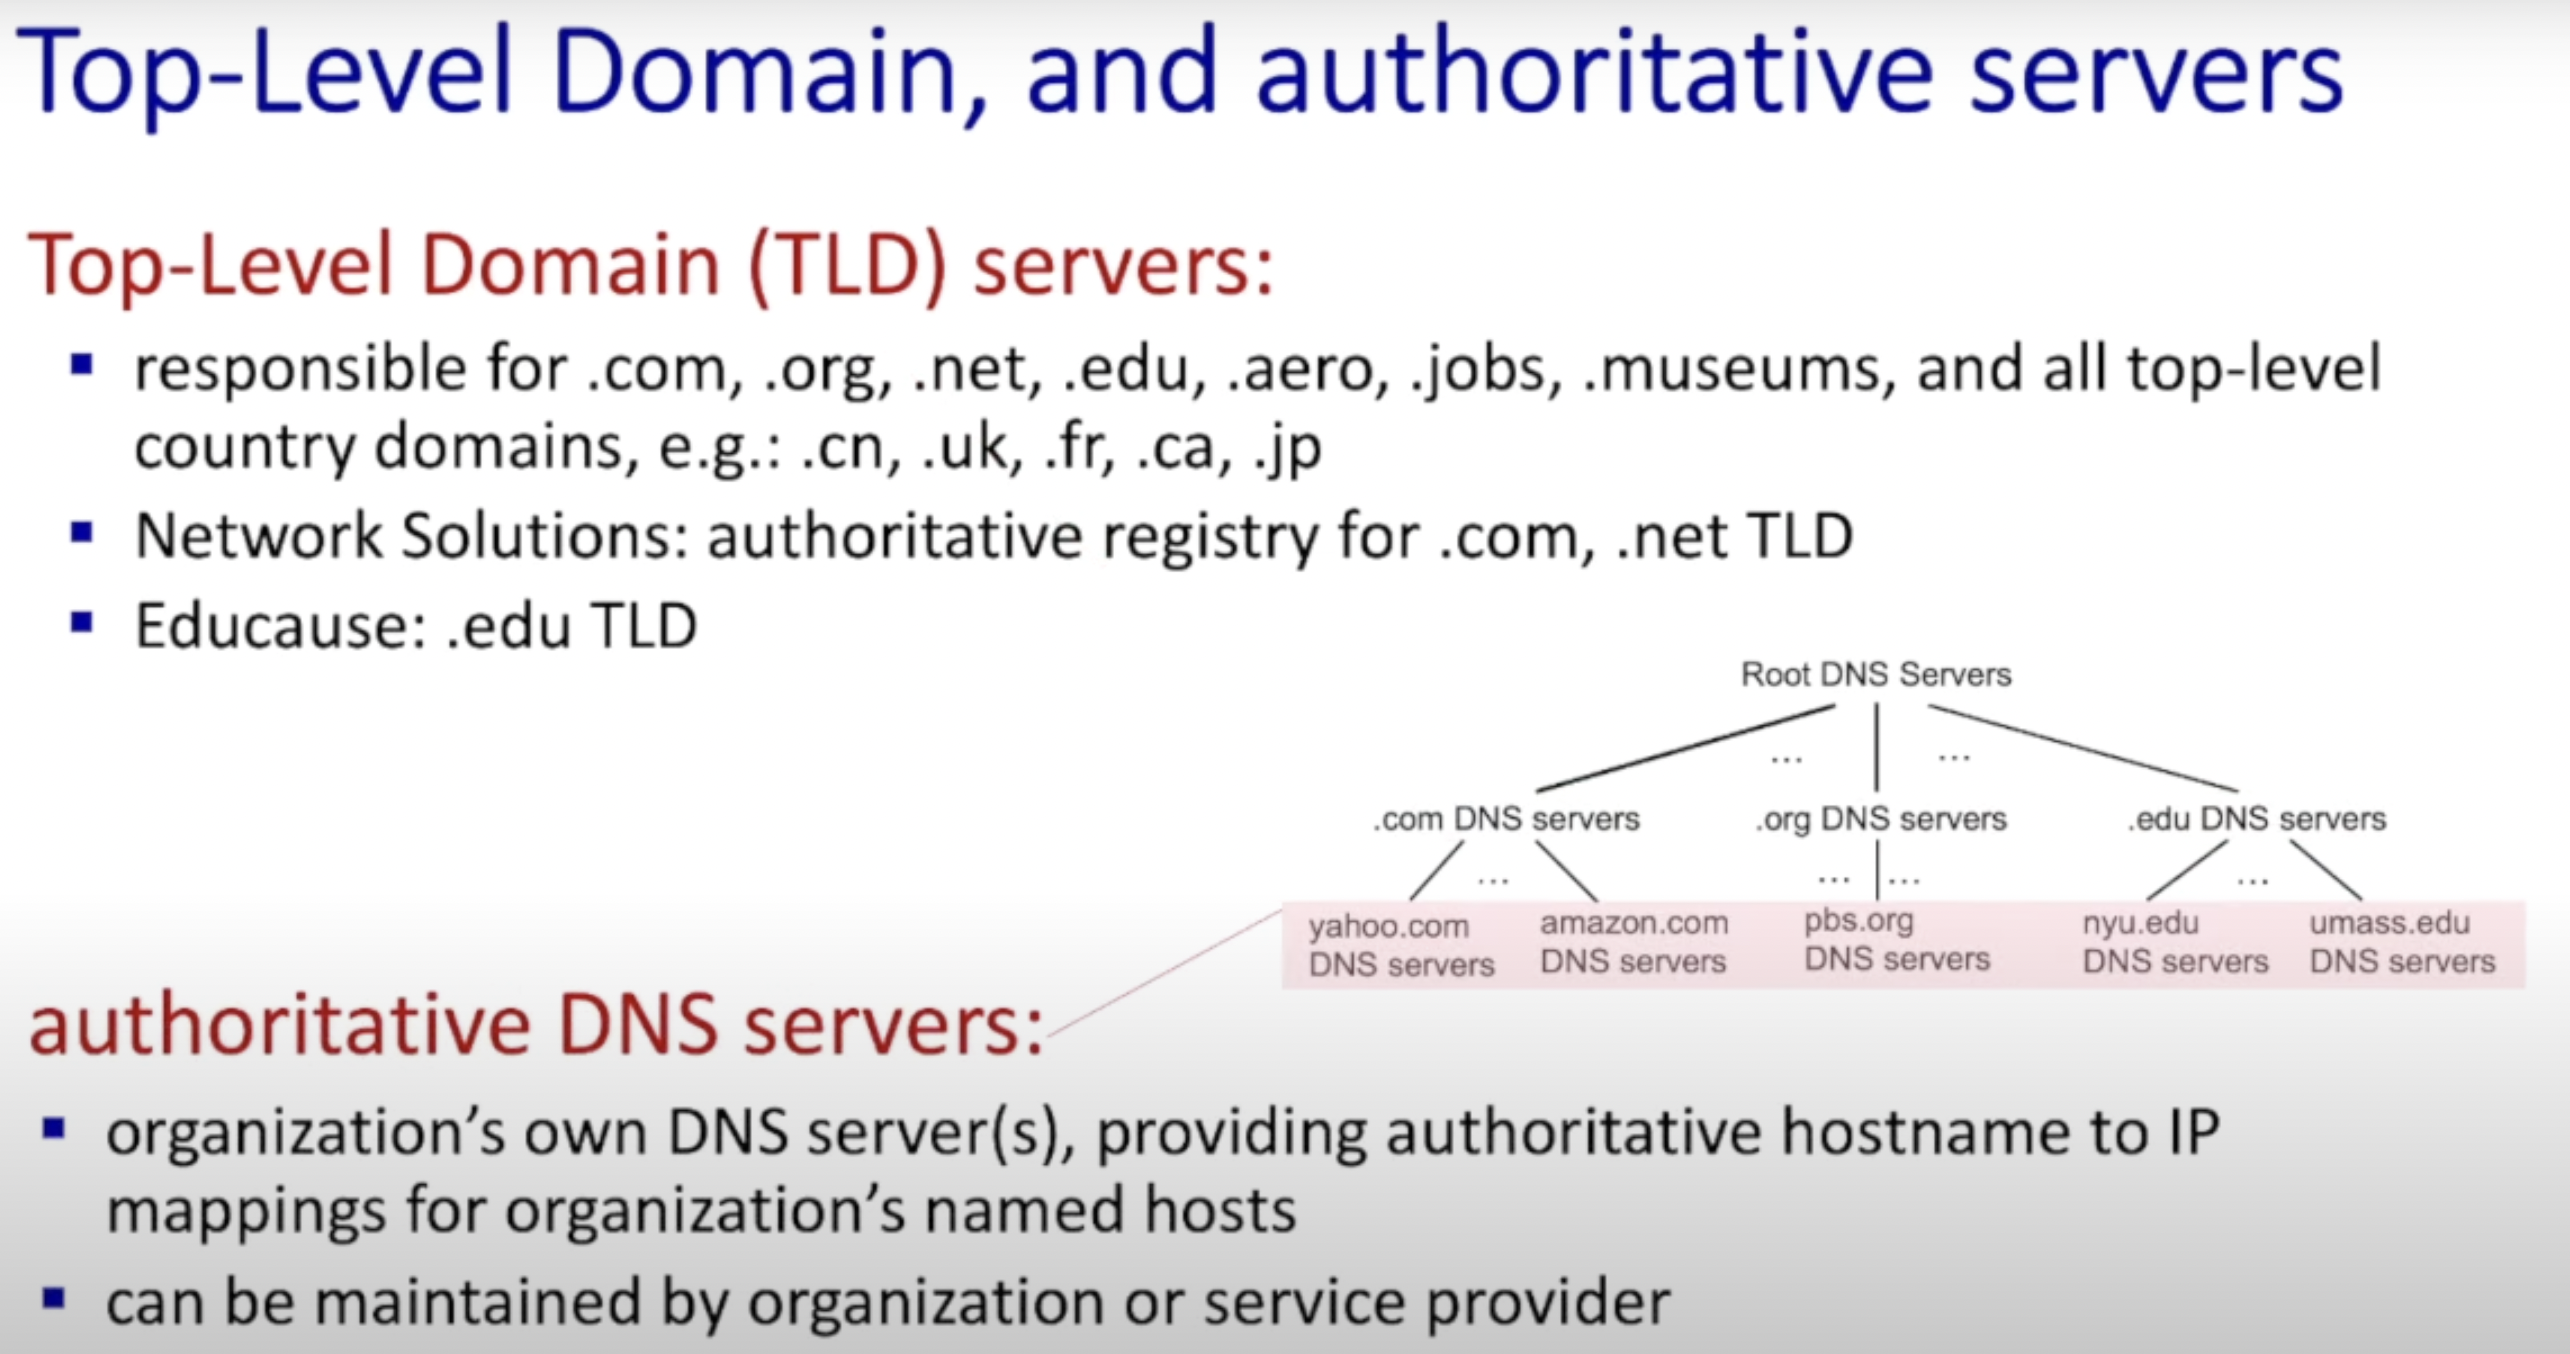 Top-Level Domain, and authoritative servers
Top-Level Domain (TLD) servers:
▪ responsible for .com, .org, .net, .edu, .aero, .jobs, .museums, and all top-level
country domains, e.g.: .cn, .uk, .fr, .ca, .jp
▪ Network Solutions: authoritative registry for .com, .net TLD
▪ Educause: .edu TLD
Root DNS Servers
... ...
.com DNS servers .org DNS servers .edu DNS servers
... ... ... ...
yahoo.com amazon.com pbs.org nyu.edu umass.edu
DNS servers DNS servers DNS servers DNS servers DNS servers
authoritative DNS servers:
▪ organization’s own DNS server(s), providing authoritative hostname to IP
mappings for organization’s named hosts
▪ can be maintained by organization or service provider